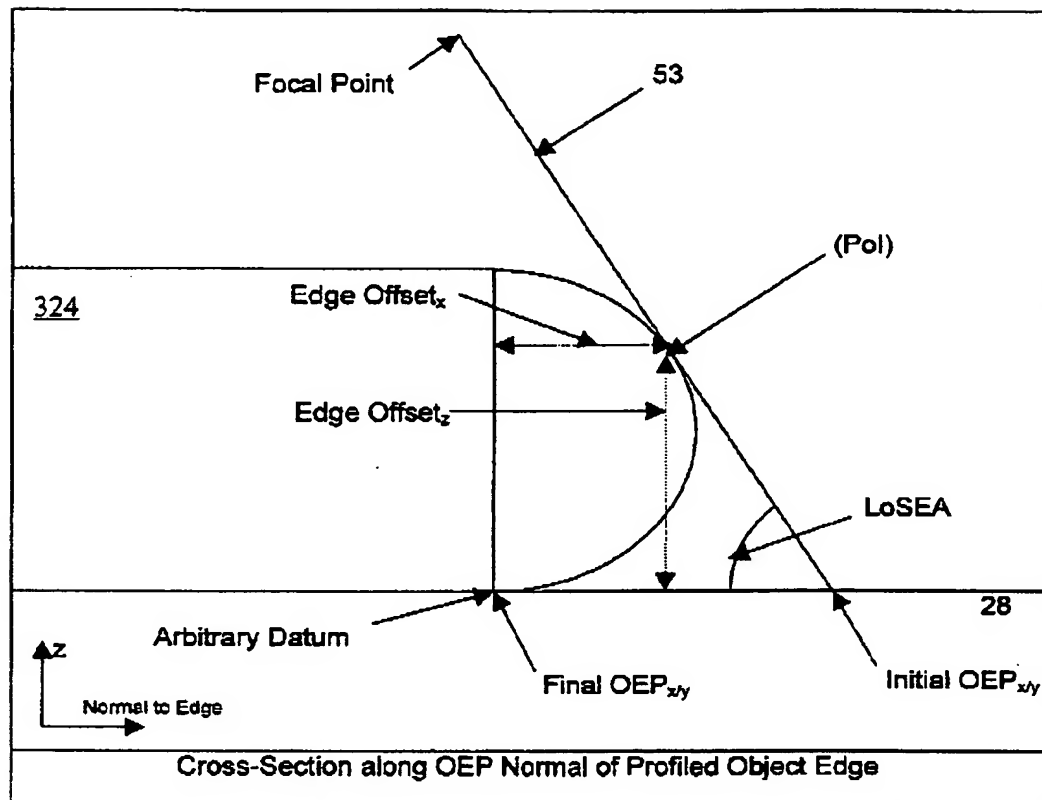 Focal Point
53
(PoI)
324
Edge Offsetx
Edge Offsetz
LoSEA
28
Arbitrary Datum
Final OEPx/y
Initial OEPx/y
z
Normal to Edge
Cross-Section along OEP Normal of Profiled Object Edge